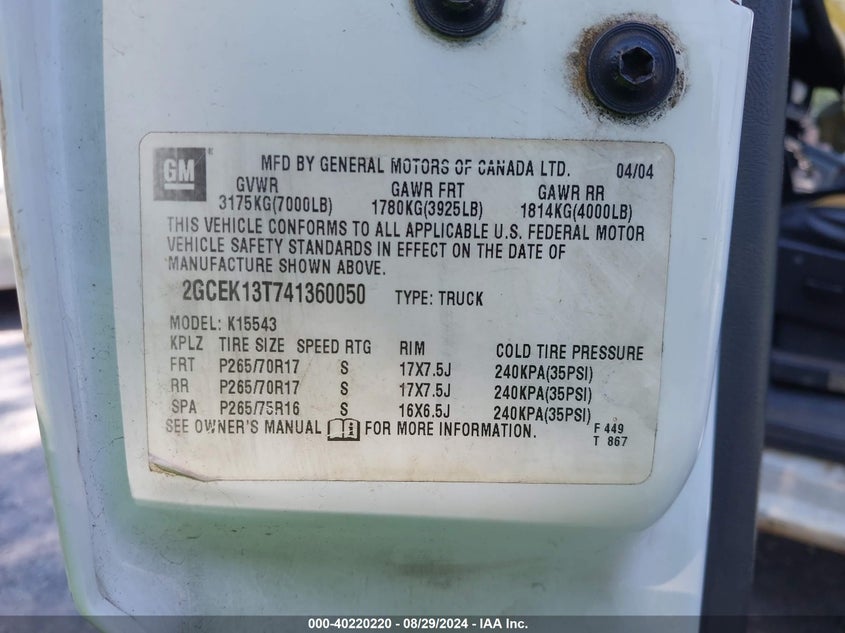 GM MFD BY GENERAL MOTORS OF CANADA LTD. 04/04
GVWR GAWR FRT GAWR RR
3175KG(7000LB) 1780KG(3925LB) 1814KG(4000LB)
THIS VEHICLE CONFORMS TO ALL APPLICABLE U.S. FEDERAL MOTOR
VEHICLE SAFETY STANDARDS IN EFFECT ON THE DATE OF
MANUFACTURE SHOWN ABOVE.
2GCEK13T741360050 TYPE: TRUCK
MODEL: K15543
KPLZ TIRE SIZE SPEED RTG RIM COLD TIRE PRESSURE
FRT P265/70R17 S 17X7.5J 240KPA(35PSI)
RR P265/70R17 S 17X7.5J 240KPA(35PSI)
SPA P265/75R16 S 16X6.5J 240KPA(35PSI)
SEE OWNER'S MANUAL FOR MORE INFORMATION. F 449
T 867
000-40220220 - 08/29/2024 - IAA Inc.